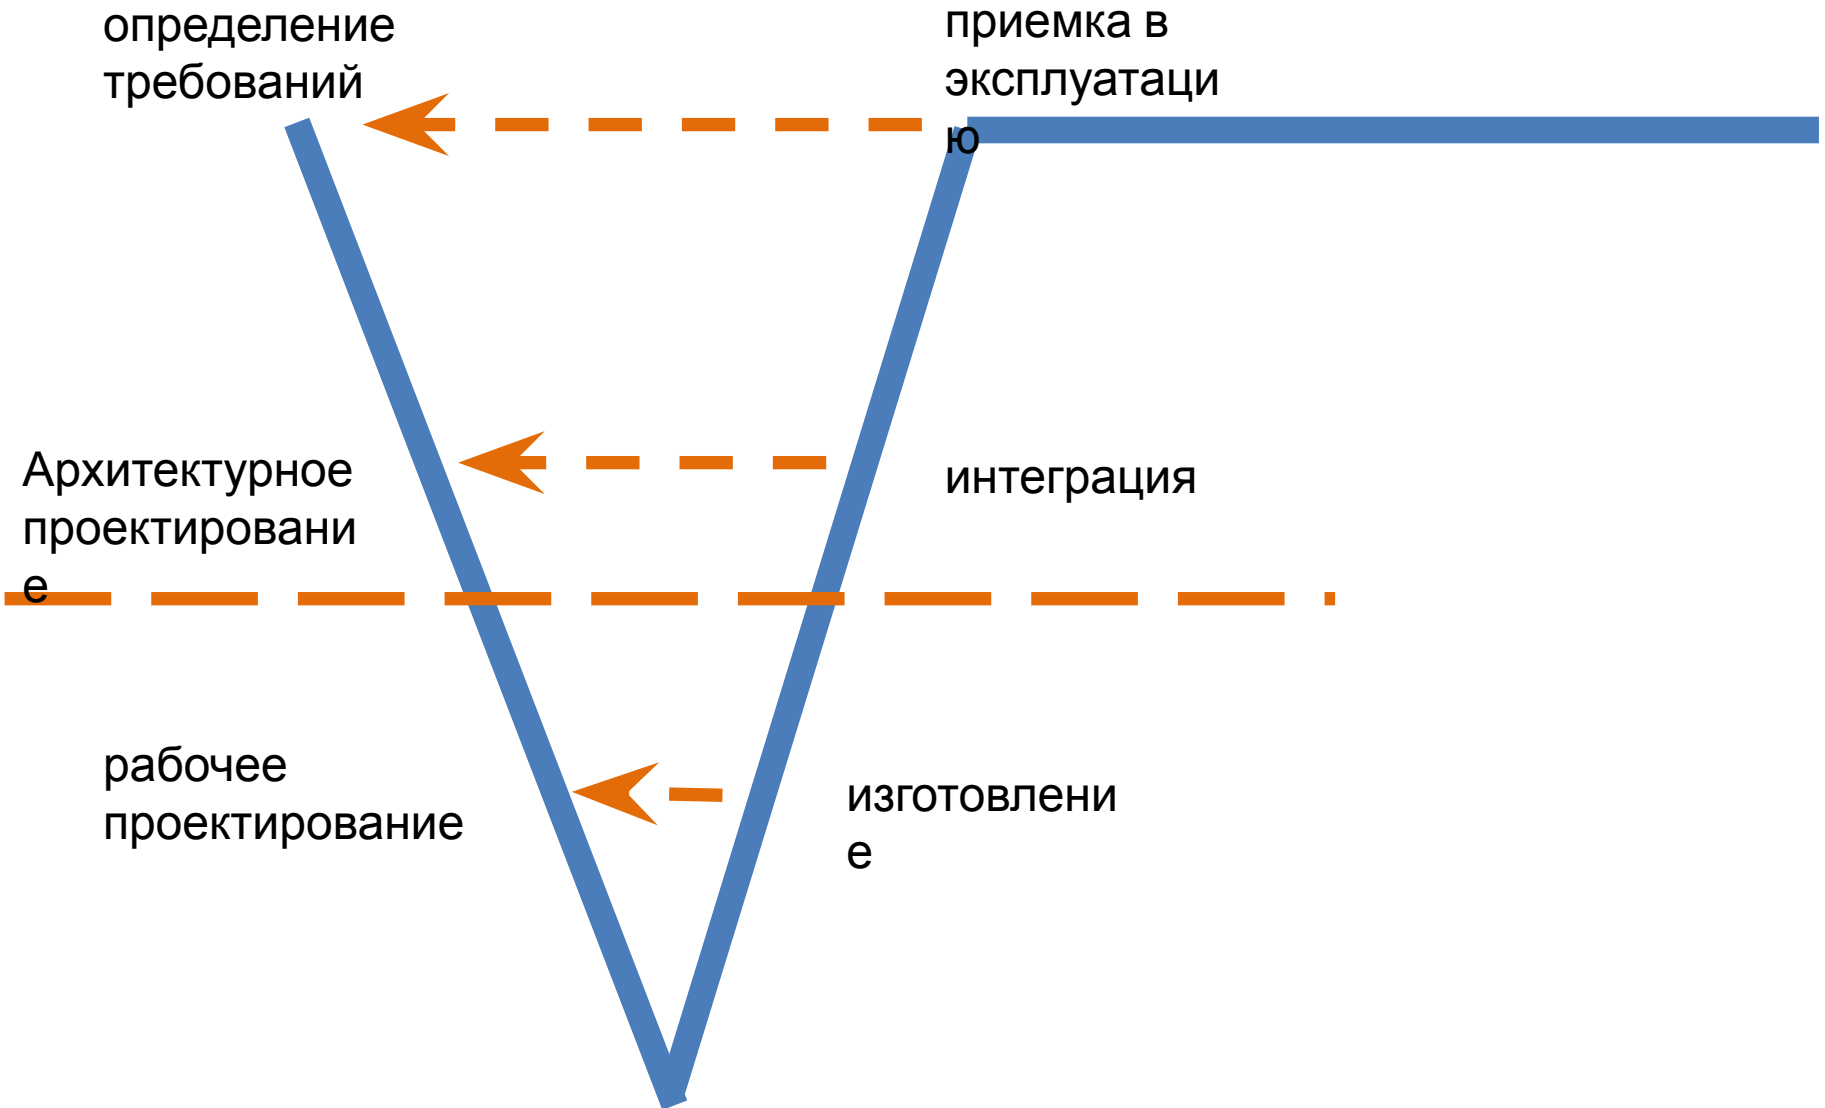 определение
требований
приемка в
эксплуатаци
ю
Архитектурное
проектировани
е
интеграция
рабочее
проектирование
изготовлени
е